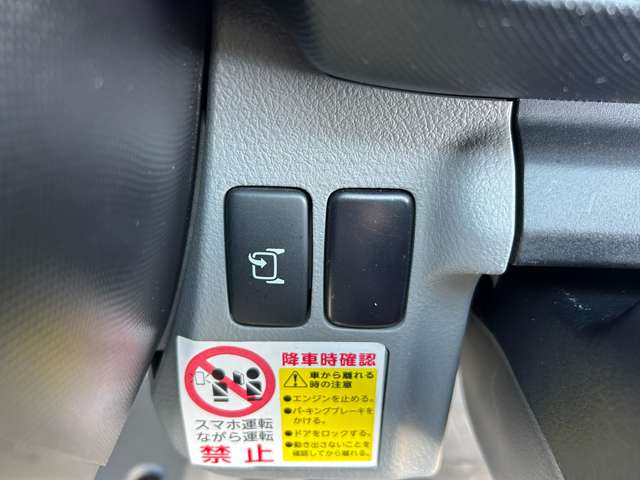 降車時確認
車から離れる
時の注意
●エンジンを止める。
●パーキングブレーキを
かける。
●ドアをロックする。
●動き出さないことを
確認してから離れる。
スマホ運転
ながら運転
禁止